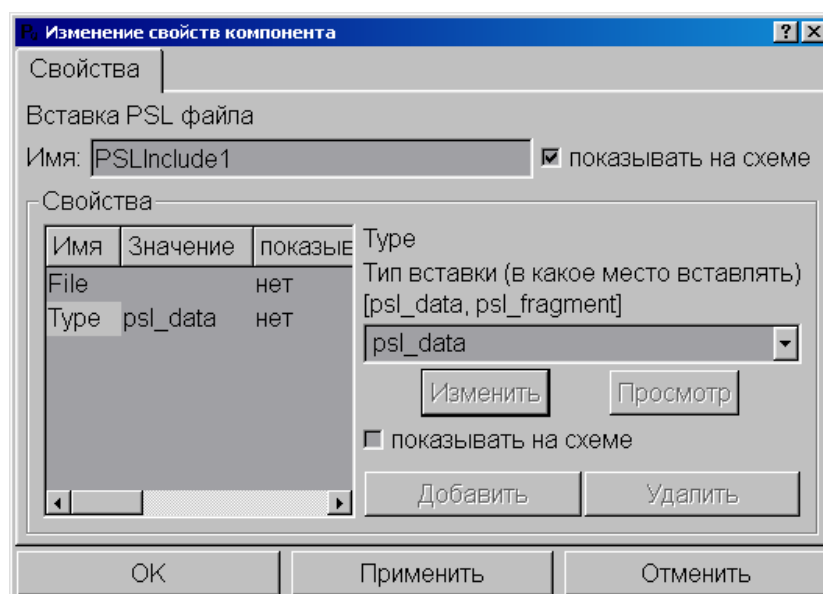 Изменение свойств компонента
Свойства
Вставка PSL файла
Имя: PSLInclude1 показывать на схеме
Свойства
Имя Значение показыв
File нет
Type psl_data нет
Type
Тип вставки (в какое место вставлять)
[psl_data, psl_fragment]
psl_data
Изменить Просмотр
показывать на схеме
Добавить Удалить
OK Применить Отменить